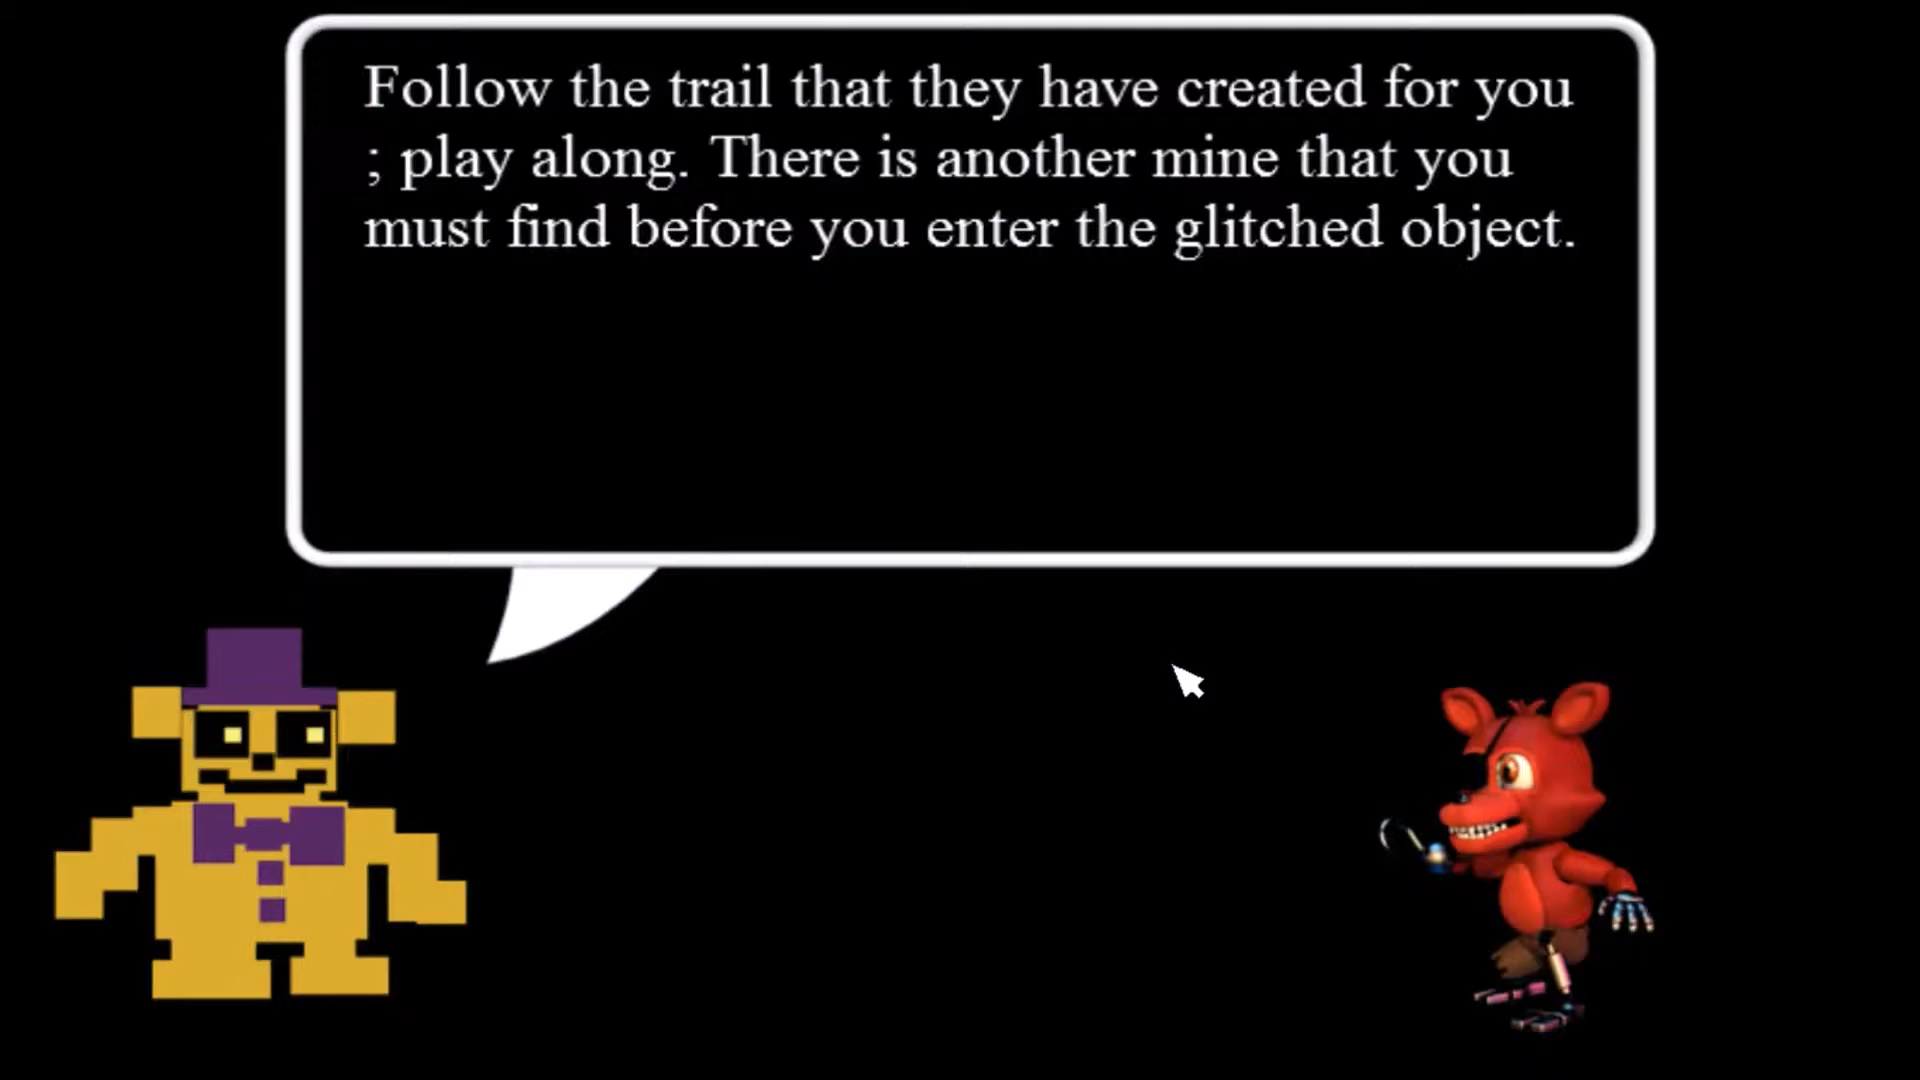 Follow the trail that they have created for you
; play along. There is another mine that you
must find before you enter the glitched object.